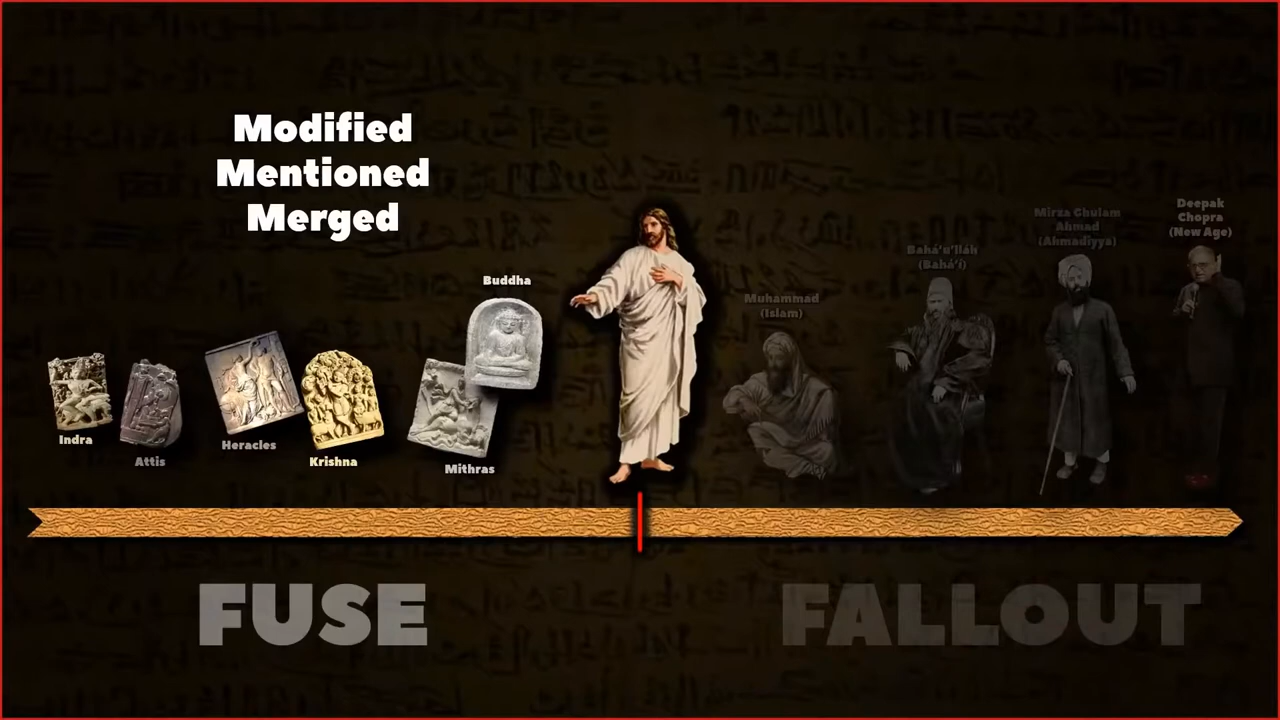 Modified
Mentioned
Merged
Deepak
Chopra
(New Age)
Mirza Ghulam
Ahmad
(Ahmadiyya)
Bahá'u'lláh
(Bahá'í)
Buddha
Muhammad
(Islam)
Indra
Attis
Heracles
Krishna
Mithras
FUSE
FALLOUT